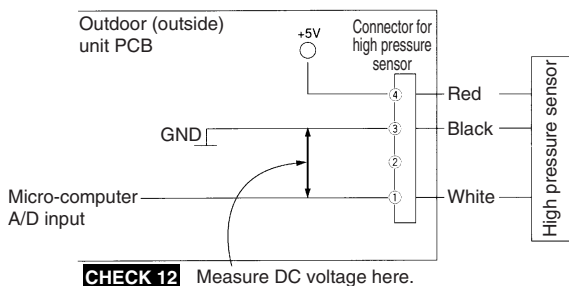 Outdoor (outside)
unit PCB
+5V
Connector for
high pressure
sensor
④
Red
GND
③
Black
②
Micro-computer
A/D input
①
White
High pressure sensor
CHECK 12 Measure DC voltage here.